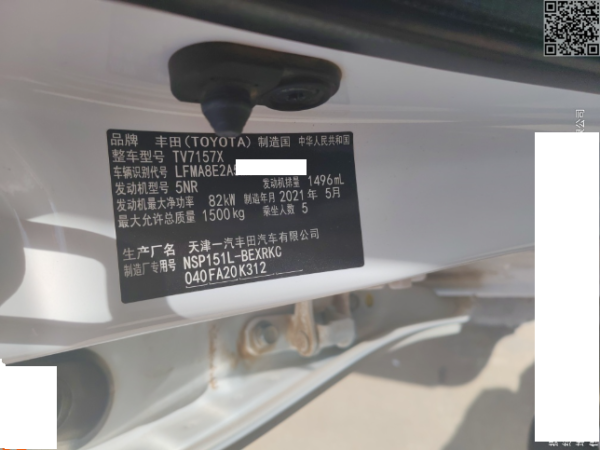 品牌 丰田(TOYOTA) 制造国 中华人民共和国
整车型号 TV7157X
车辆识别代号 LFMA8E2A
发动机型号 5NR 发动机排量 1496mL
发动机最大净功率 82kW 制造年月 2021 年 5月
最大允许总质量 1500kg 乘坐人数 5
生产厂名 天津一汽丰田汽车有限公司
制造厂专用号 NSP151L-BEXRKC
040FA20K312